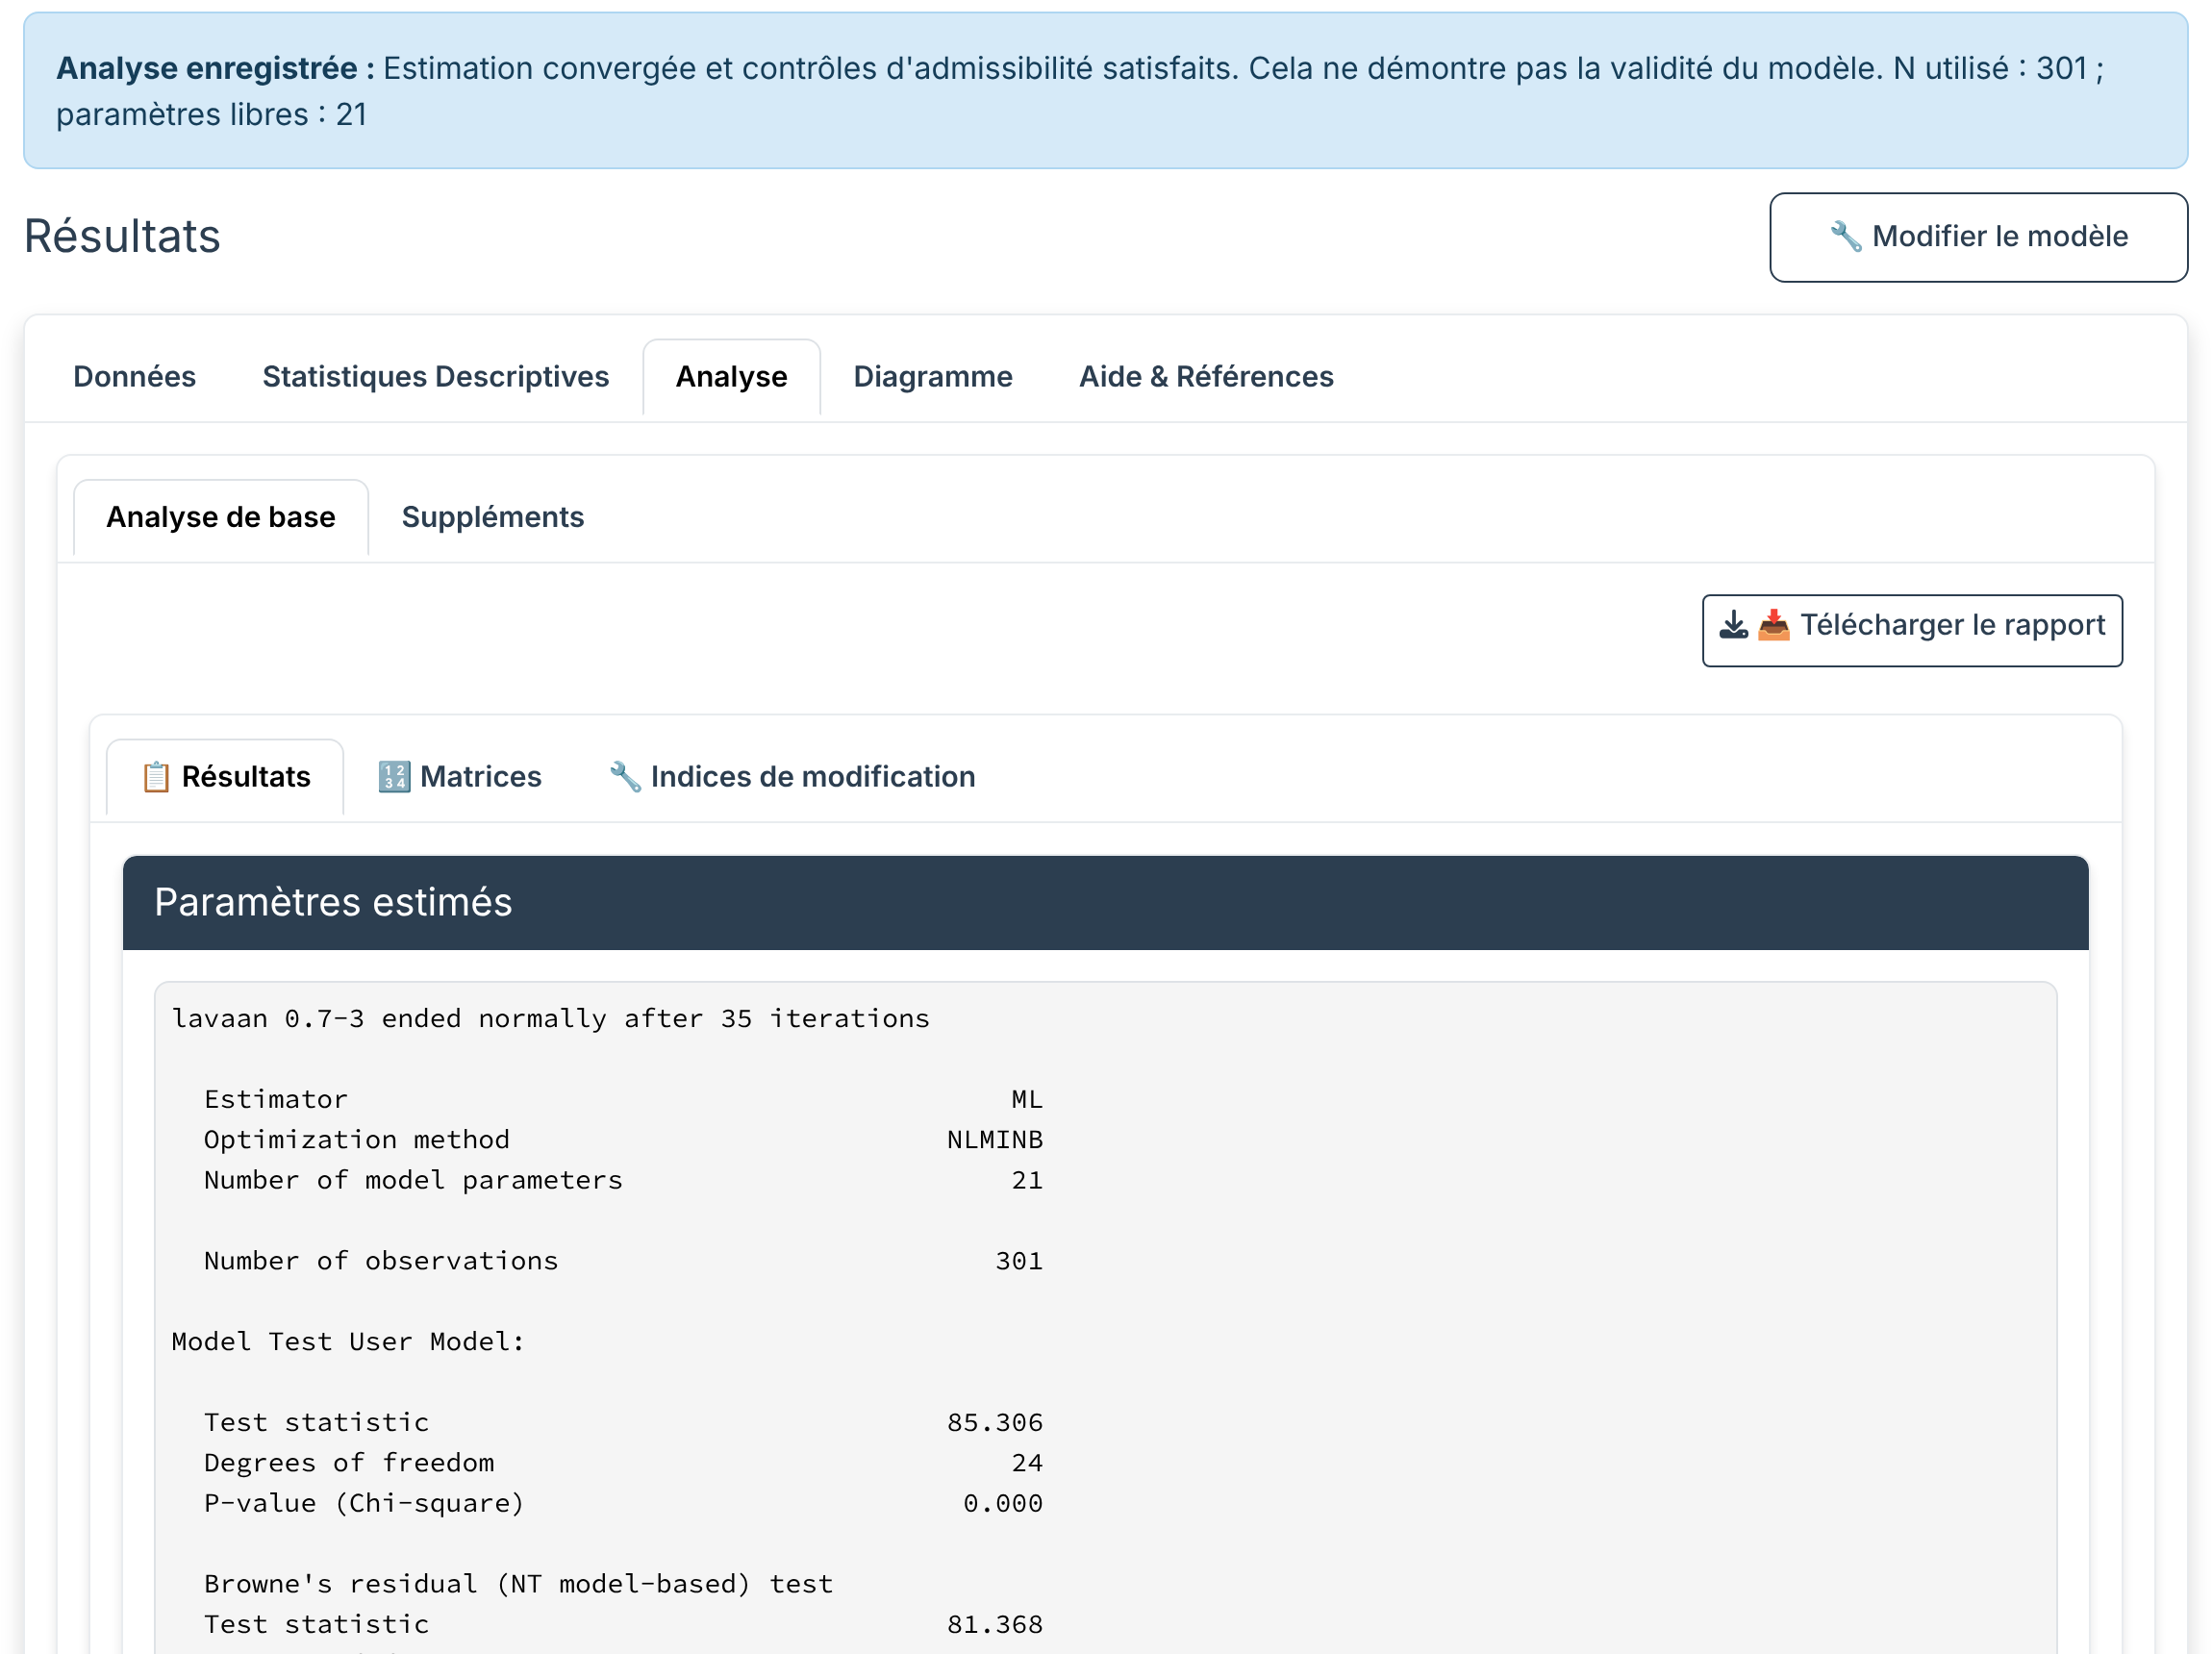 Analyse enregistrée : Estimation convergée et contrôles d'admissibilité satisfaits. Cela ne démontre pas la validité du modèle. N utilisé : 301 ;
paramètres libres : 21
Résultats
🔧 Modifier le modèle
Données Statistiques Descriptives Analyse Diagramme Aide & Références
Analyse de base Suppléments
📥 Télécharger le rapport
📋 Résultats 🔢 Matrices 🔧 Indices de modification
Paramètres estimés
lavaan 0.7-3 ended normally after 35 iterations
Estimator ML
Optimization method NLMINB
Number of model parameters 21
Number of observations 301
Model Test User Model:
Test statistic 85.306
Degrees of freedom 24
P-value (Chi-square) 0.000
Browne's residual (NT model-based) test
Test statistic 81.368